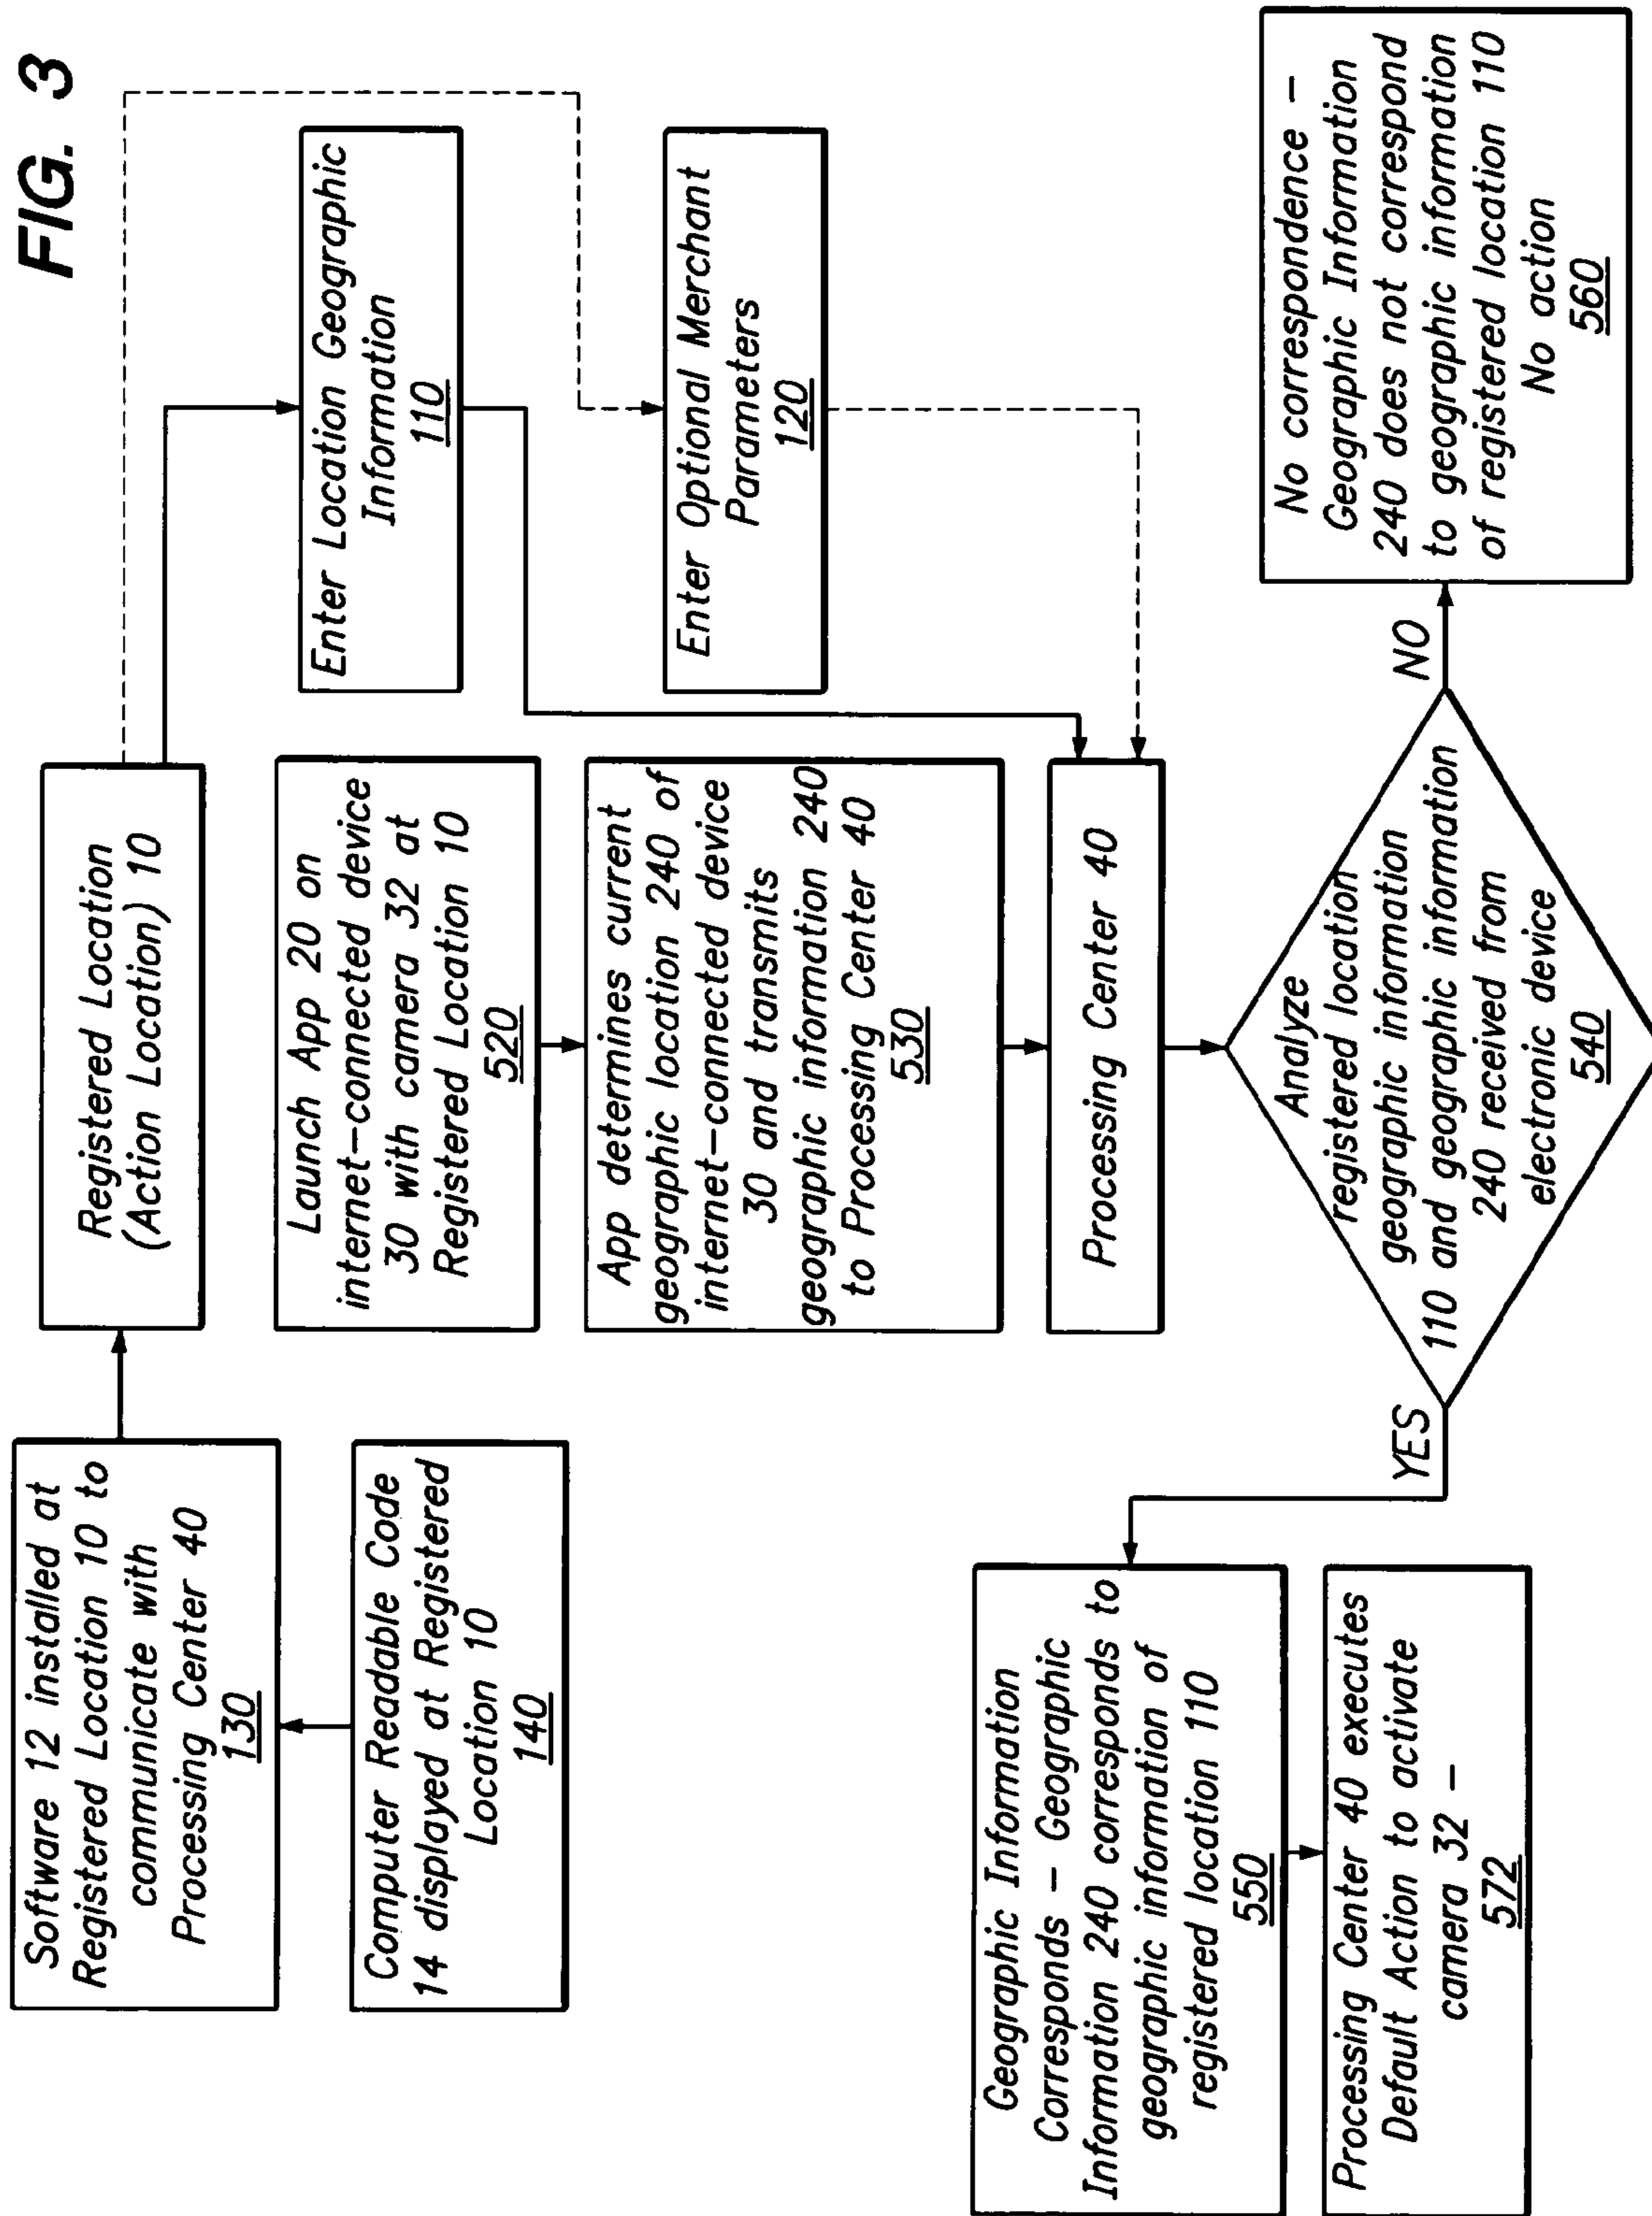 FIG. 3
Software 12 installed at
Registered Location 10 to
communicate with
Processing Center 40
130
Computer Readable Code
14 displayed at Registered
Location 10
140
Registered Location
(Action Location) 10
Enter Location Geographic
Information
110
Enter Optional Merchant
Parameters
120
Launch App 20 on
internet-connected device
30 with camera 32 at
Registered Location 10
520
App determines current
geographic location 240 of
internet-connected device
30 and transmits
geographic information 240
to Processing Center 40
530
Processing Center 40
Analyze
registered location
geographic information
110 and geographic information
240 received from
electronic device
540
YES
NO
Geographic Information
Corresponds – Geographic
Information 240 corresponds to
geographic information of
registered location 110
550
Processing Center 40 executes
Default Action to activate
camera 32 –
572
No correspondence –
Geographic Information
240 does not correspond
to geographic information
of registered location 110
No action
560